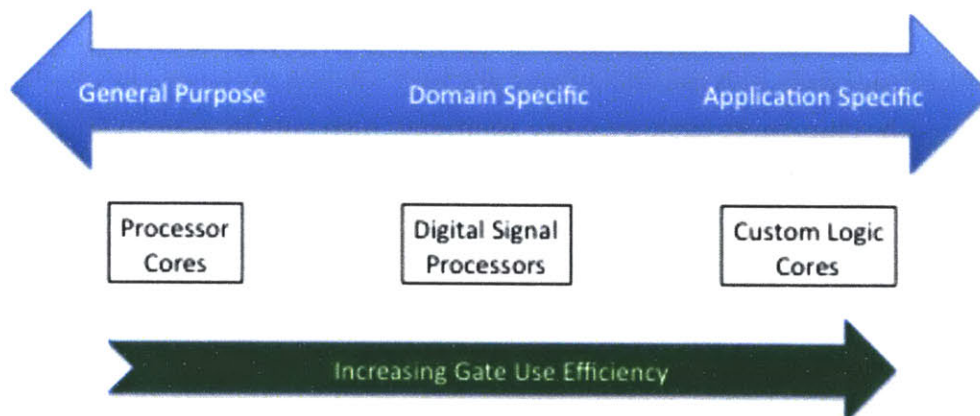 General Purpose Domain Specific Application Specific
Processor Cores
Digital Signal Processors
Custom Logic Cores
Increasing Gate Use Efficiency